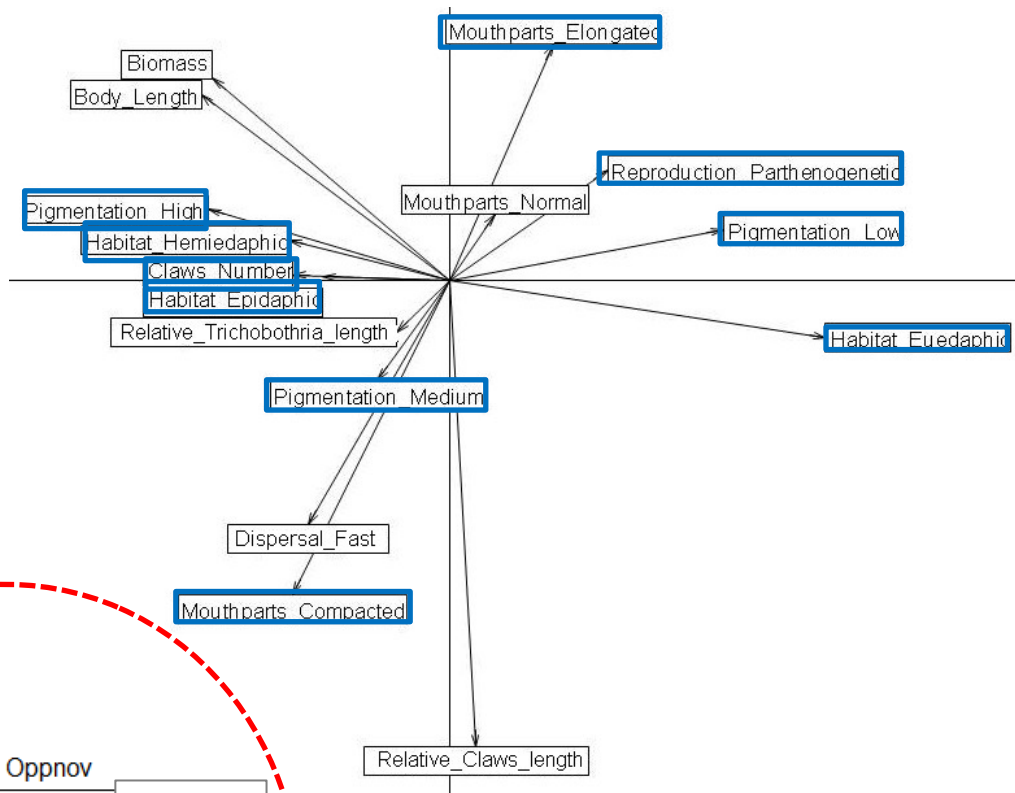 Mouthparts_Elongated
Biomass
Body_Length
Reproduction_Parthenogenetic
Mouthparts_Normal
Pigmentation_High
Pigmentation_Low
Habitat_Hemiedaphic
Claws_Number
Habitat_Epidaphic
Relative_Trichobothria_length
Habitat_Euedaphic
Pigmentation_Medium
Dispersal_Fast
Mouthparts_Compacted
Relative_Claws_length
Oppnov